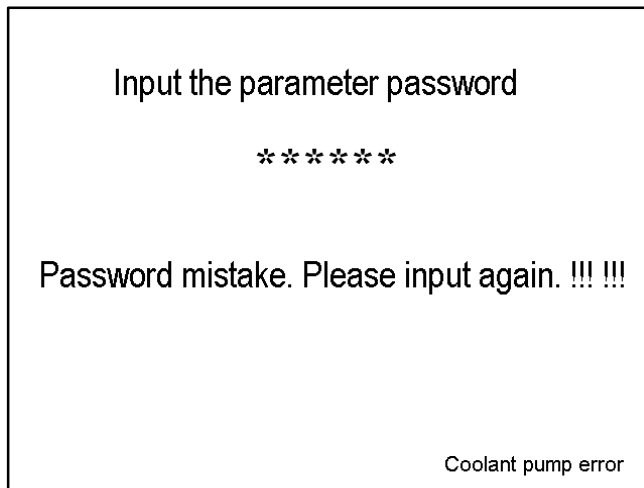 Input the parameter password
******
Password mistake. Please input again. !!! !!!
Coolant pump error